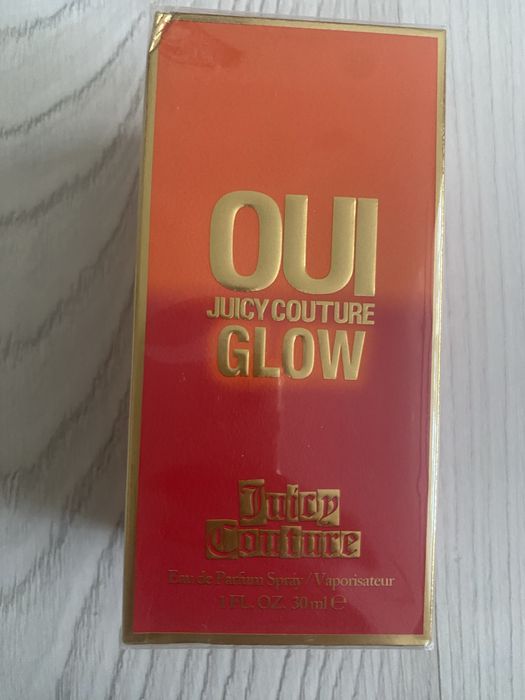 OUI
JUICY COUTURE
GLOW
Juicy
Couture
Eau de Parfum Spray / Vaporisateur
1 FL. OZ. 30 ml ℮